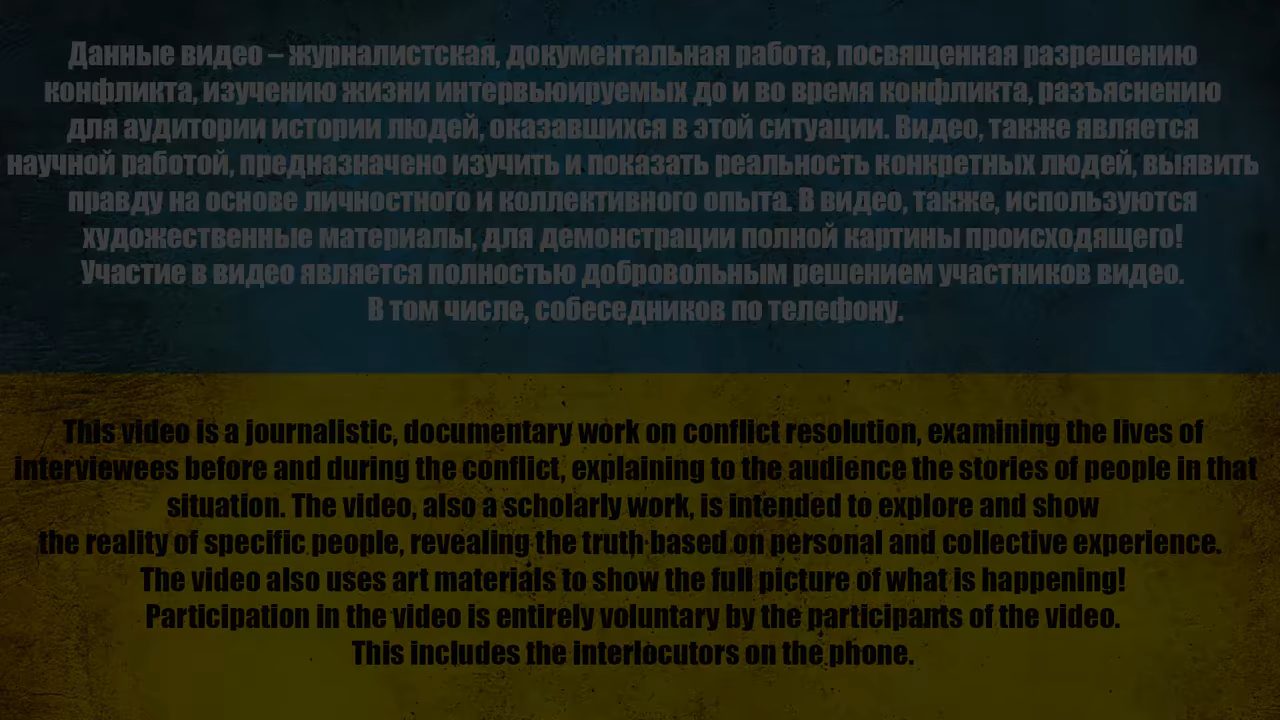 Данные видео – журналистская, документальная работа, посвященная разрешению
конфликта, изучению жизни интервьюируемых до и во время конфликта, разъяснению
для аудитории истории людей, оказавшихся в этой ситуации. Видео, также является
научной работой, предназначено изучить и показать реальность конкретных людей, выявить
правду на основе личностного и коллективного опыта. В видео, также, используются
художественные материалы, для демонстрации полной картины происходящего!
Участие в видео является полностью добровольным решением участников видео.
В том числе, собеседников по телефону.
This video is a journalistic, documentary work on conflict resolution, examining the lives of
interviewees before and during the conflict, explaining to the audience the stories of people in that
situation. The video, also a scholarly work, is intended to explore and show
the reality of specific people, revealing the truth based on personal and collective experience.
The video also uses art materials to show the full picture of what is happening!
Participation in the video is entirely voluntary by the participants of the video.
This includes the interlocutors on the phone.